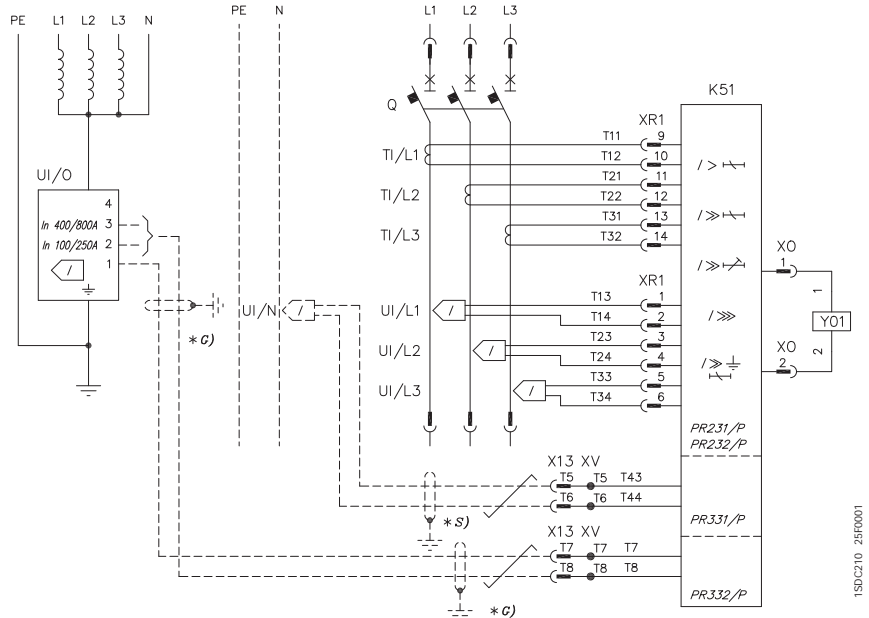 PE L1 L2 L3 N
PE N
L1 L2 L3
Q
K51
UI/O
4
In 400/800A 3
In 100/250A 2
1
/
*G)
UI/N /
TI/L1
TI/L2
TI/L3
XR1
T11 9
T12 10
T21 11
T22 12
T31 13
T32 14
XR1
UI/L1 / T13 1
T14 2
UI/L2 / T23 3
T24 4
UI/L3 / T33 5
T34 6
/>
/>>
/>>
/>>>
/>>
PR231/P
PR232/P
XO
1
1
Y01
2
XO
2
X13 XV
T5 T5 T43
T6 T6 T44
*S)
PR331/P
X13 XV
T7 T7 T7
T8 T8 T8
*G)
PR332/P
1SDC210 25F0001